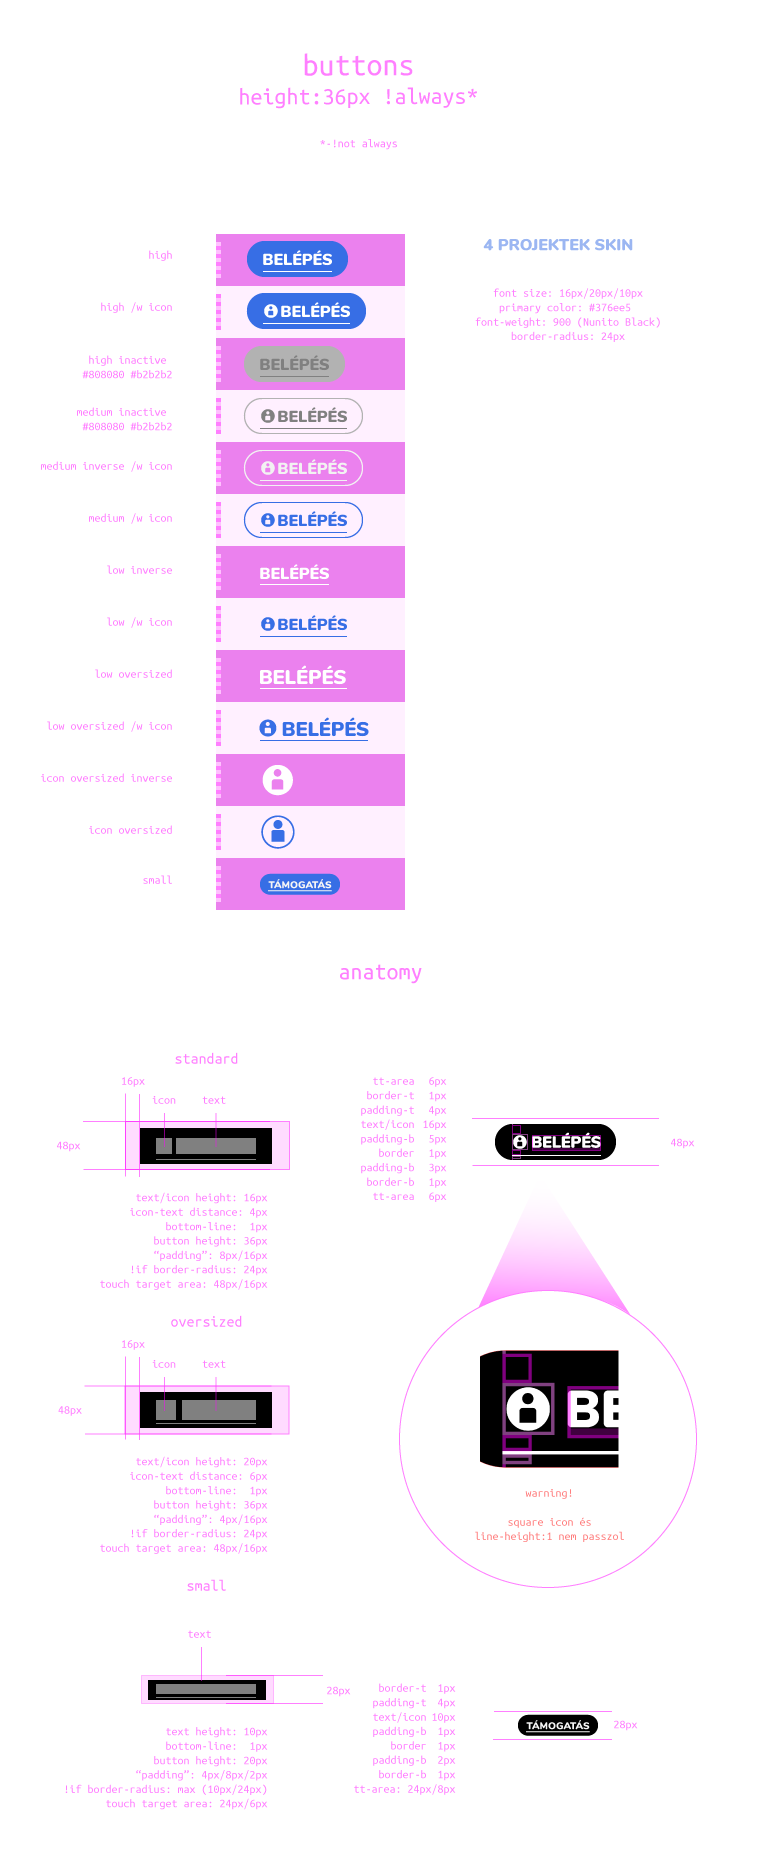 buttons
height:36px !always*
*-!not always
4 PROJEKTEK SKIN
font size: 16px/20px/10px
primary color: #376ee5
font-weight: 900 (Nunito Black)
border-radius: 24px
high
BELÉPÉS
high /w icon
BELÉPÉS
high inactive
#808080 #b2b2b2
BELÉPÉS
medium inactive
#808080 #b2b2b2
BELÉPÉS
medium inverse /w icon
BELÉPÉS
medium /w icon
BELÉPÉS
low inverse
BELÉPÉS
low /w icon
BELÉPÉS
low oversized
BELÉPÉS
low oversized /w icon
BELÉPÉS
icon oversized inverse
icon oversized
small
TÁMOGATÁS
anatomy
standard
16px
icon
text
48px
text/icon height: 16px
icon-text distance: 4px
bottom-line: 1px
button height: 36px
“padding”: 8px/16px
!if border-radius: 24px
touch target area: 48px/16px
tt-area 6px
border-t 1px
padding-t 4px
text/icon 16px
padding-b 5px
border 1px
padding-b 3px
border-b 1px
tt-area 6px
BELÉPÉS
48px
oversized
16px
icon
text
48px
text/icon height: 20px
icon-text distance: 6px
bottom-line: 1px
button height: 36px
“padding”: 4px/16px
!if border-radius: 24px
touch target area: 48px/16px
BE
warning!
square icon és
line-height:1 nem passzol
small
text
28px
text height: 10px
bottom-line: 1px
button height: 20px
“padding”: 4px/8px/2px
!if border-radius: max (10px/24px)
touch target area: 24px/6px
border-t 1px
padding-t 4px
text/icon 10px
padding-b 1px
border 1px
padding-b 2px
border-b 1px
tt-area: 24px/8px
TÁMOGATÁS
28px